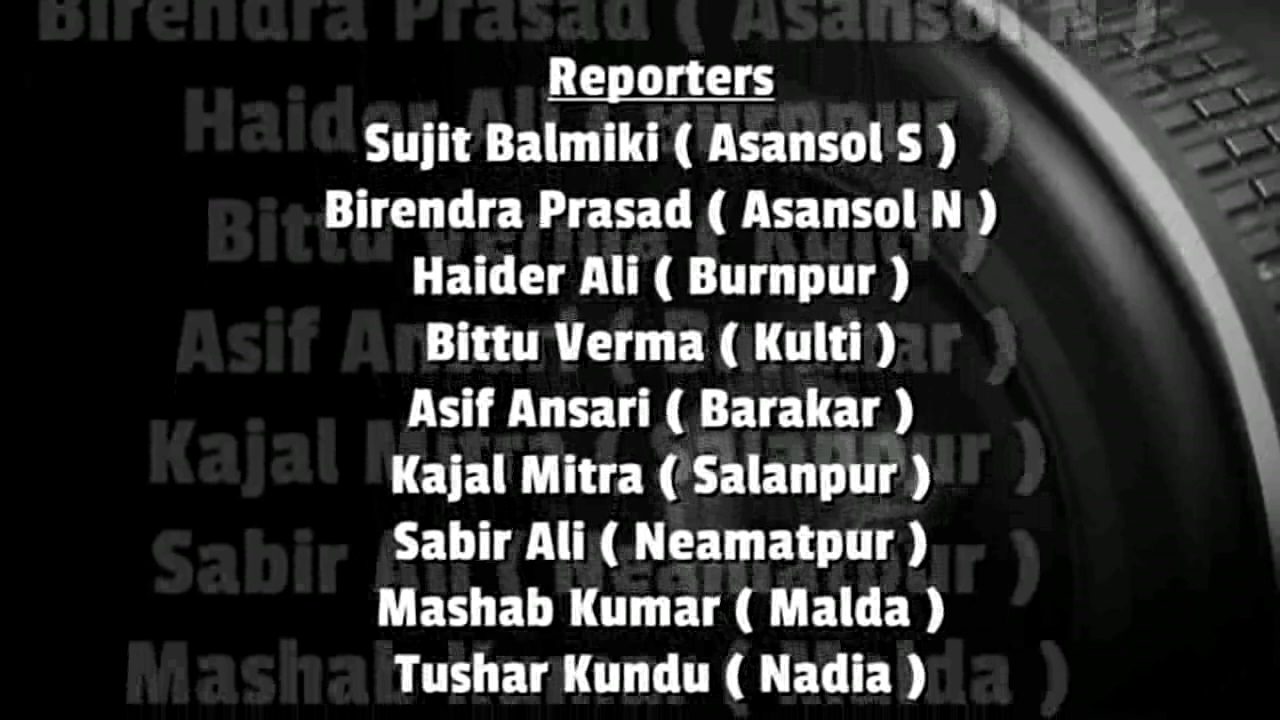 Reporters
Sujit Balmiki ( Asansol S )
Birendra Prasad ( Asansol N )
Haider Ali ( Burnpur )
Bittu Verma ( Kulti )
Asif Ansari ( Barakar )
Kajal Mitra ( Salanpur )
Sabir Ali ( Neamatpur )
Mashab Kumar ( Malda )
Tushar Kundu ( Nadia )